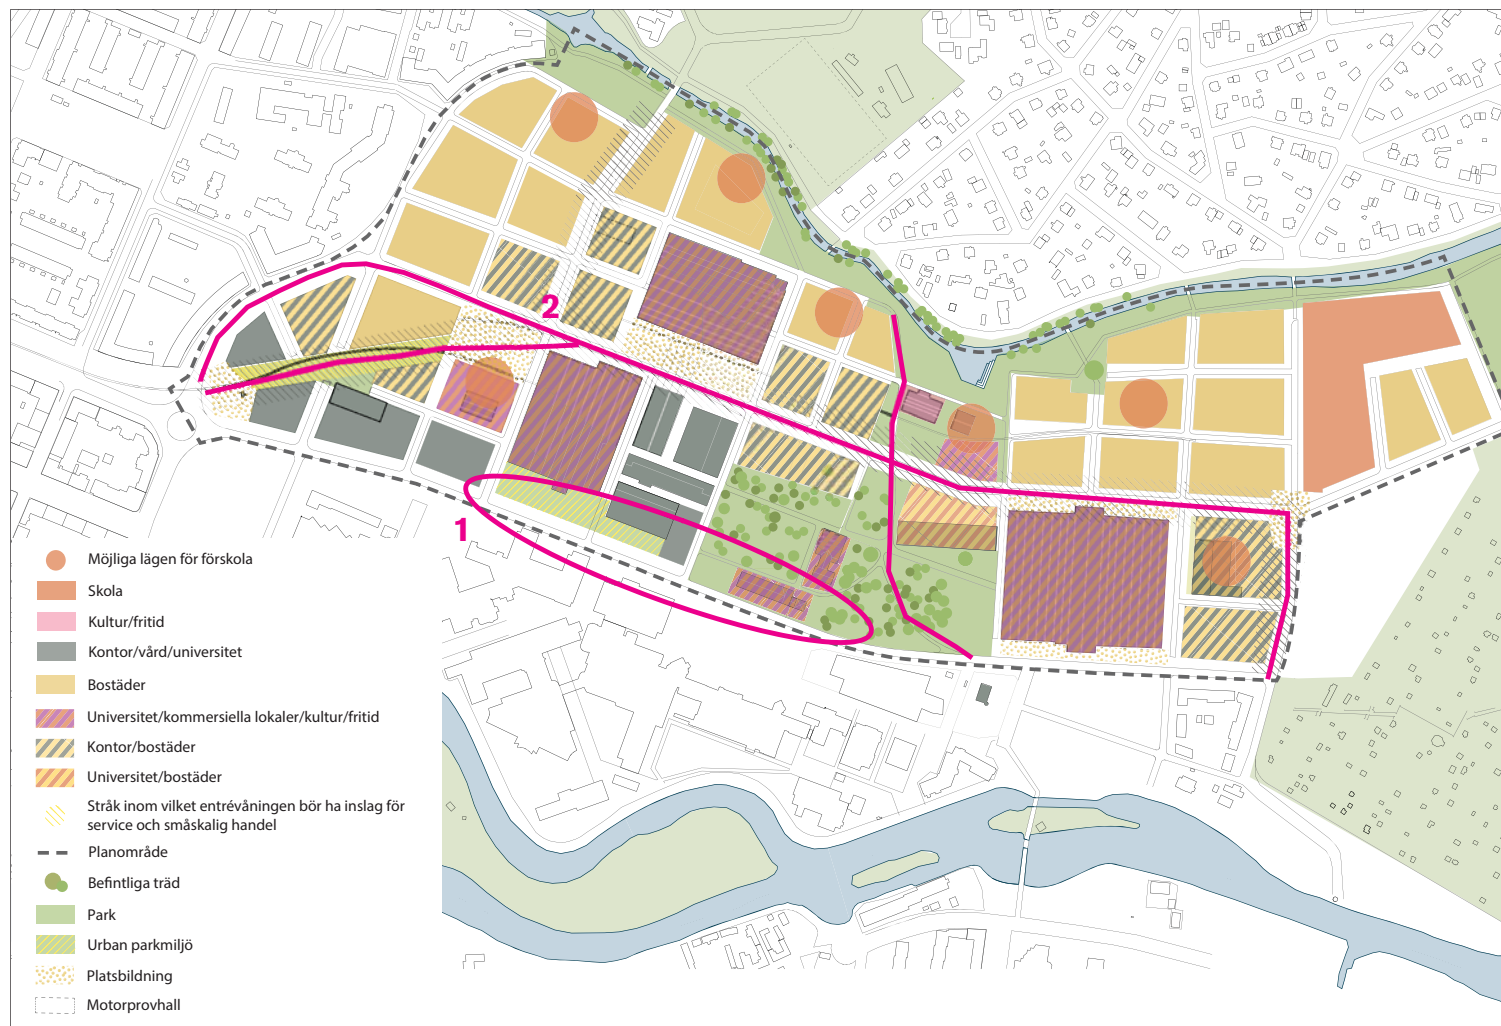 2
1
Möjliga lägen för förskola
Skola
Kultur/fritid
Kontor/vård/universitet
Bostäder
Universitet/kommersiella lokaler/kultur/fritid
Kontor/bostäder
Universitet/bostäder
Stråk inom vilket entrévåningen bör ha inslag för
service och småskalig handel
Planområde
Befintliga träd
Park
Urban parkmiljö
Platsbildning
Motorprovhall